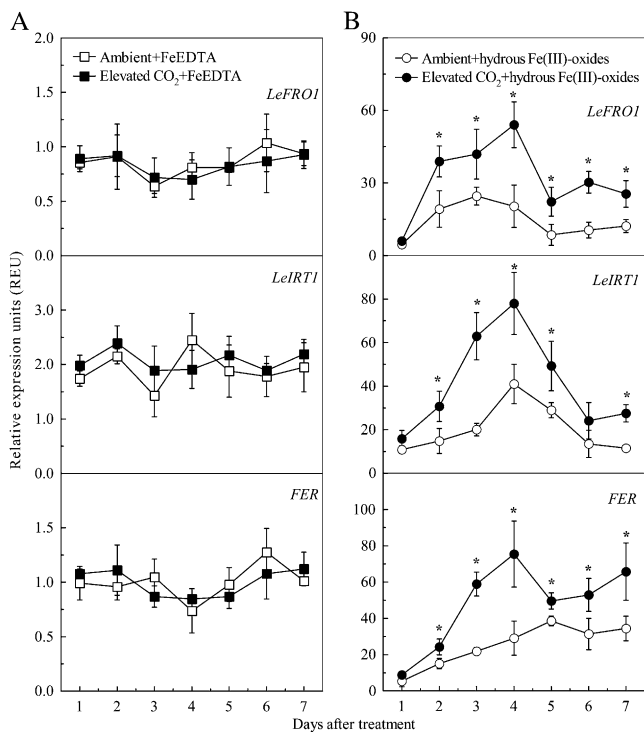 A
B
Relative expression units (REU)
2.0
Ambient+FeEDTA
Elevated CO2+FeEDTA
LeFRO1
1.5
1.0
0.5
0.0
LeIRT1
3.0
2.0
1.0
0.0
FER
1.5
1.0
0.5
0.0
1 2 3 4 5 6 7
90
Ambient+hydrous Fe(III)-oxides
Elevated CO2+hydrous Fe(III)-oxides
LeFRO1
60
30
0
* * * * * *
LeIRT1
80
60
40
20
0
* * * * *
FER
100
80
60
40
20
0
* * * * * *
1 2 3 4 5 6 7
Days after treatment